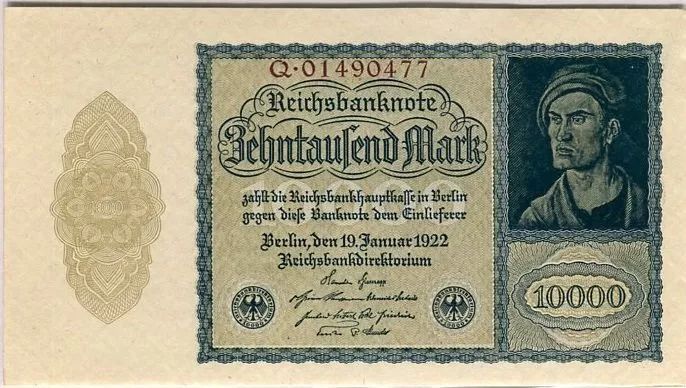 Q·01490477
Reichsbanknote
Zehntausend Mark
zahlt die Reichsbankhauptkasse in Berlin
gegen diese Banknote dem Einlieferer
Berlin, den 19. Januar 1922
Reichsbankdirektorium
10000